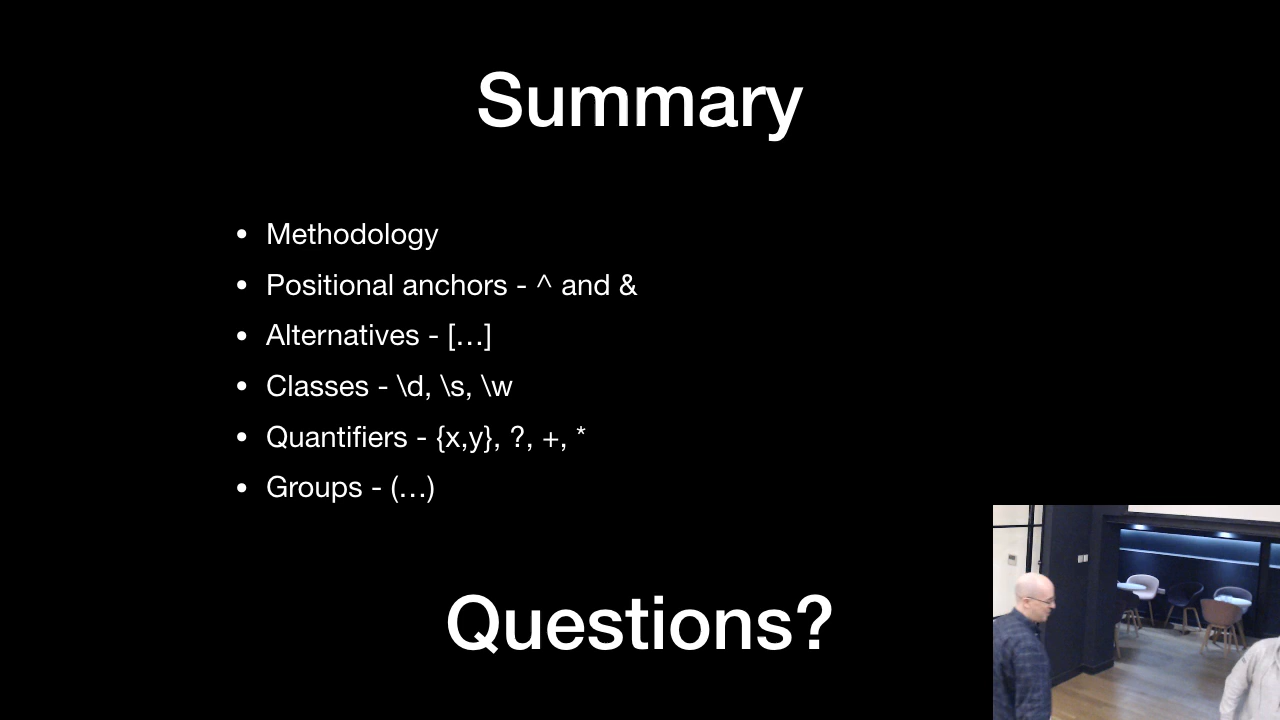 Summary
• Methodology
• Positional anchors - ^ and &
• Alternatives - […]
• Classes - \d, \s, \w
• Quantifiers - {x,y}, ?, +, *
• Groups - (…)
Questions?